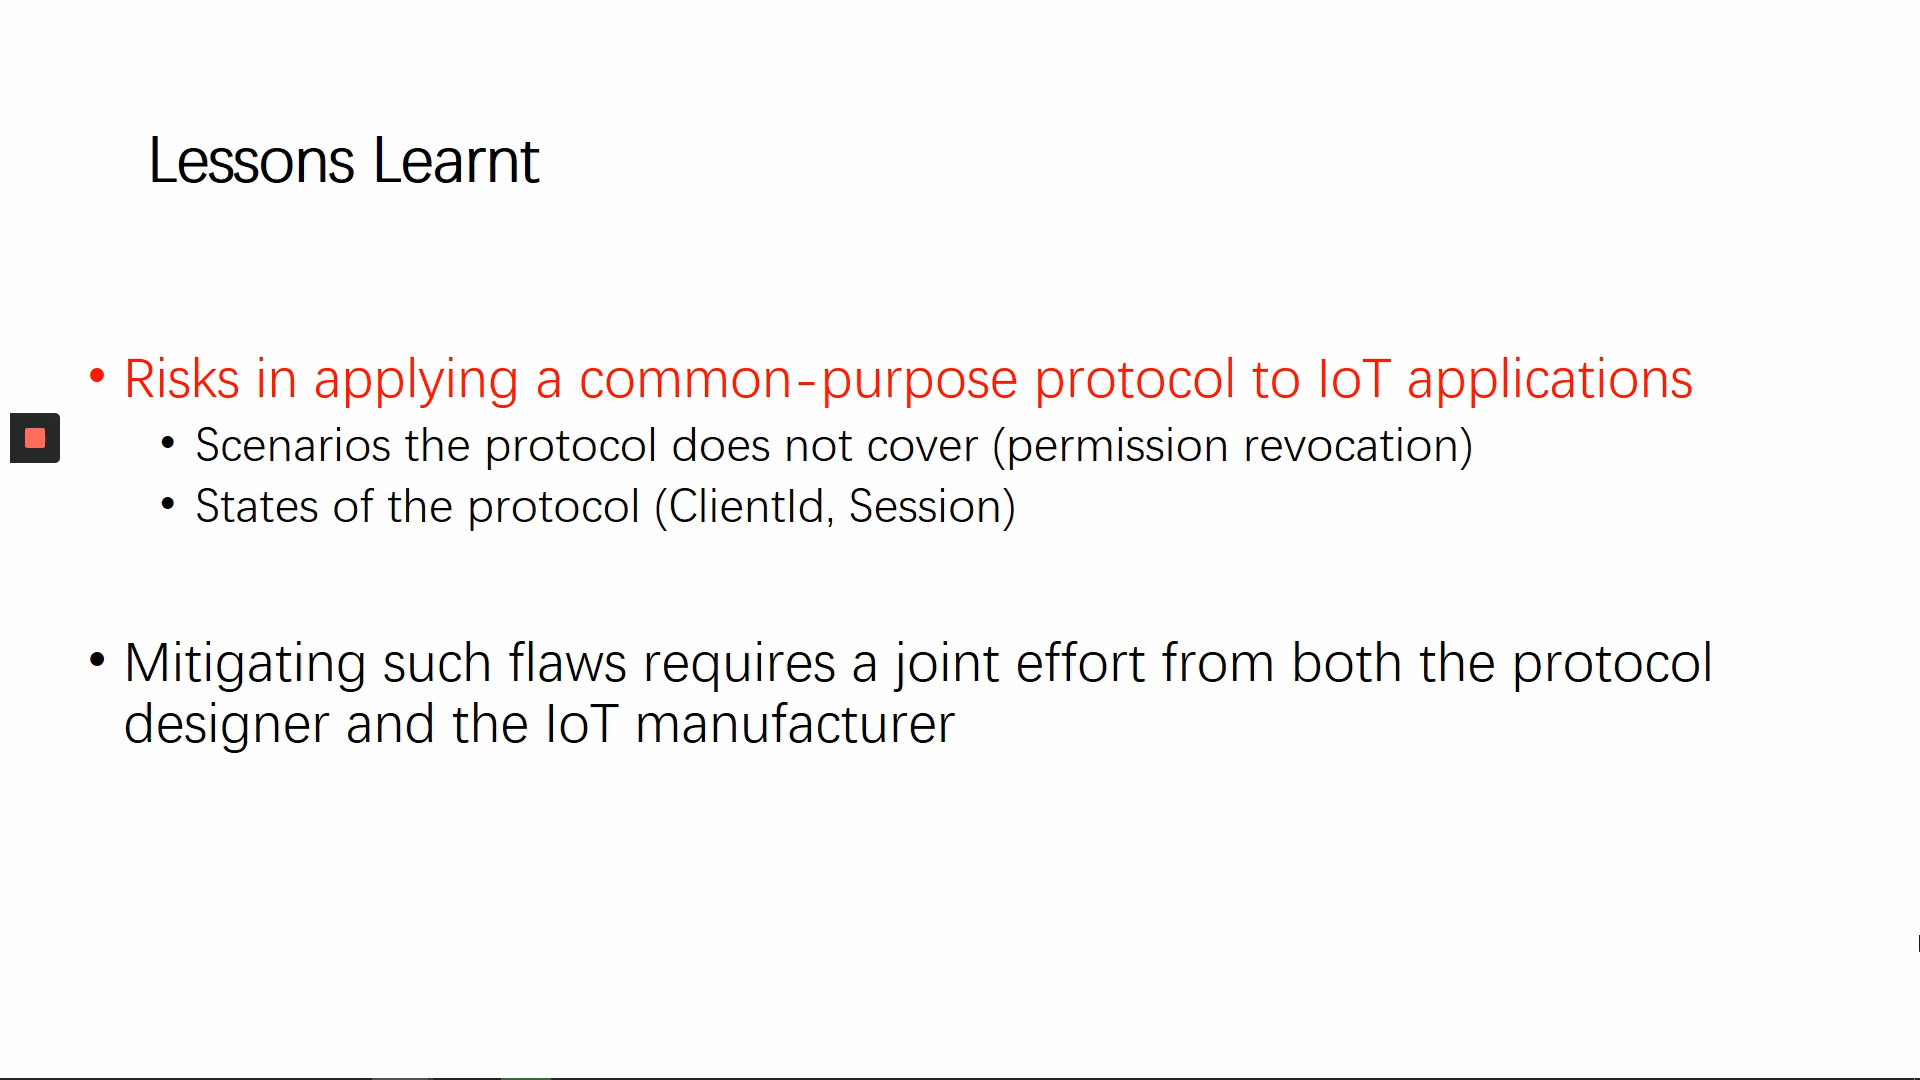 Lessons Learnt
• Risks in applying a common-purpose protocol to IoT applications
• Scenarios the protocol does not cover (permission revocation)
• States of the protocol (ClientId, Session)
• Mitigating such flaws requires a joint effort from both the protocol
designer and the IoT manufacturer